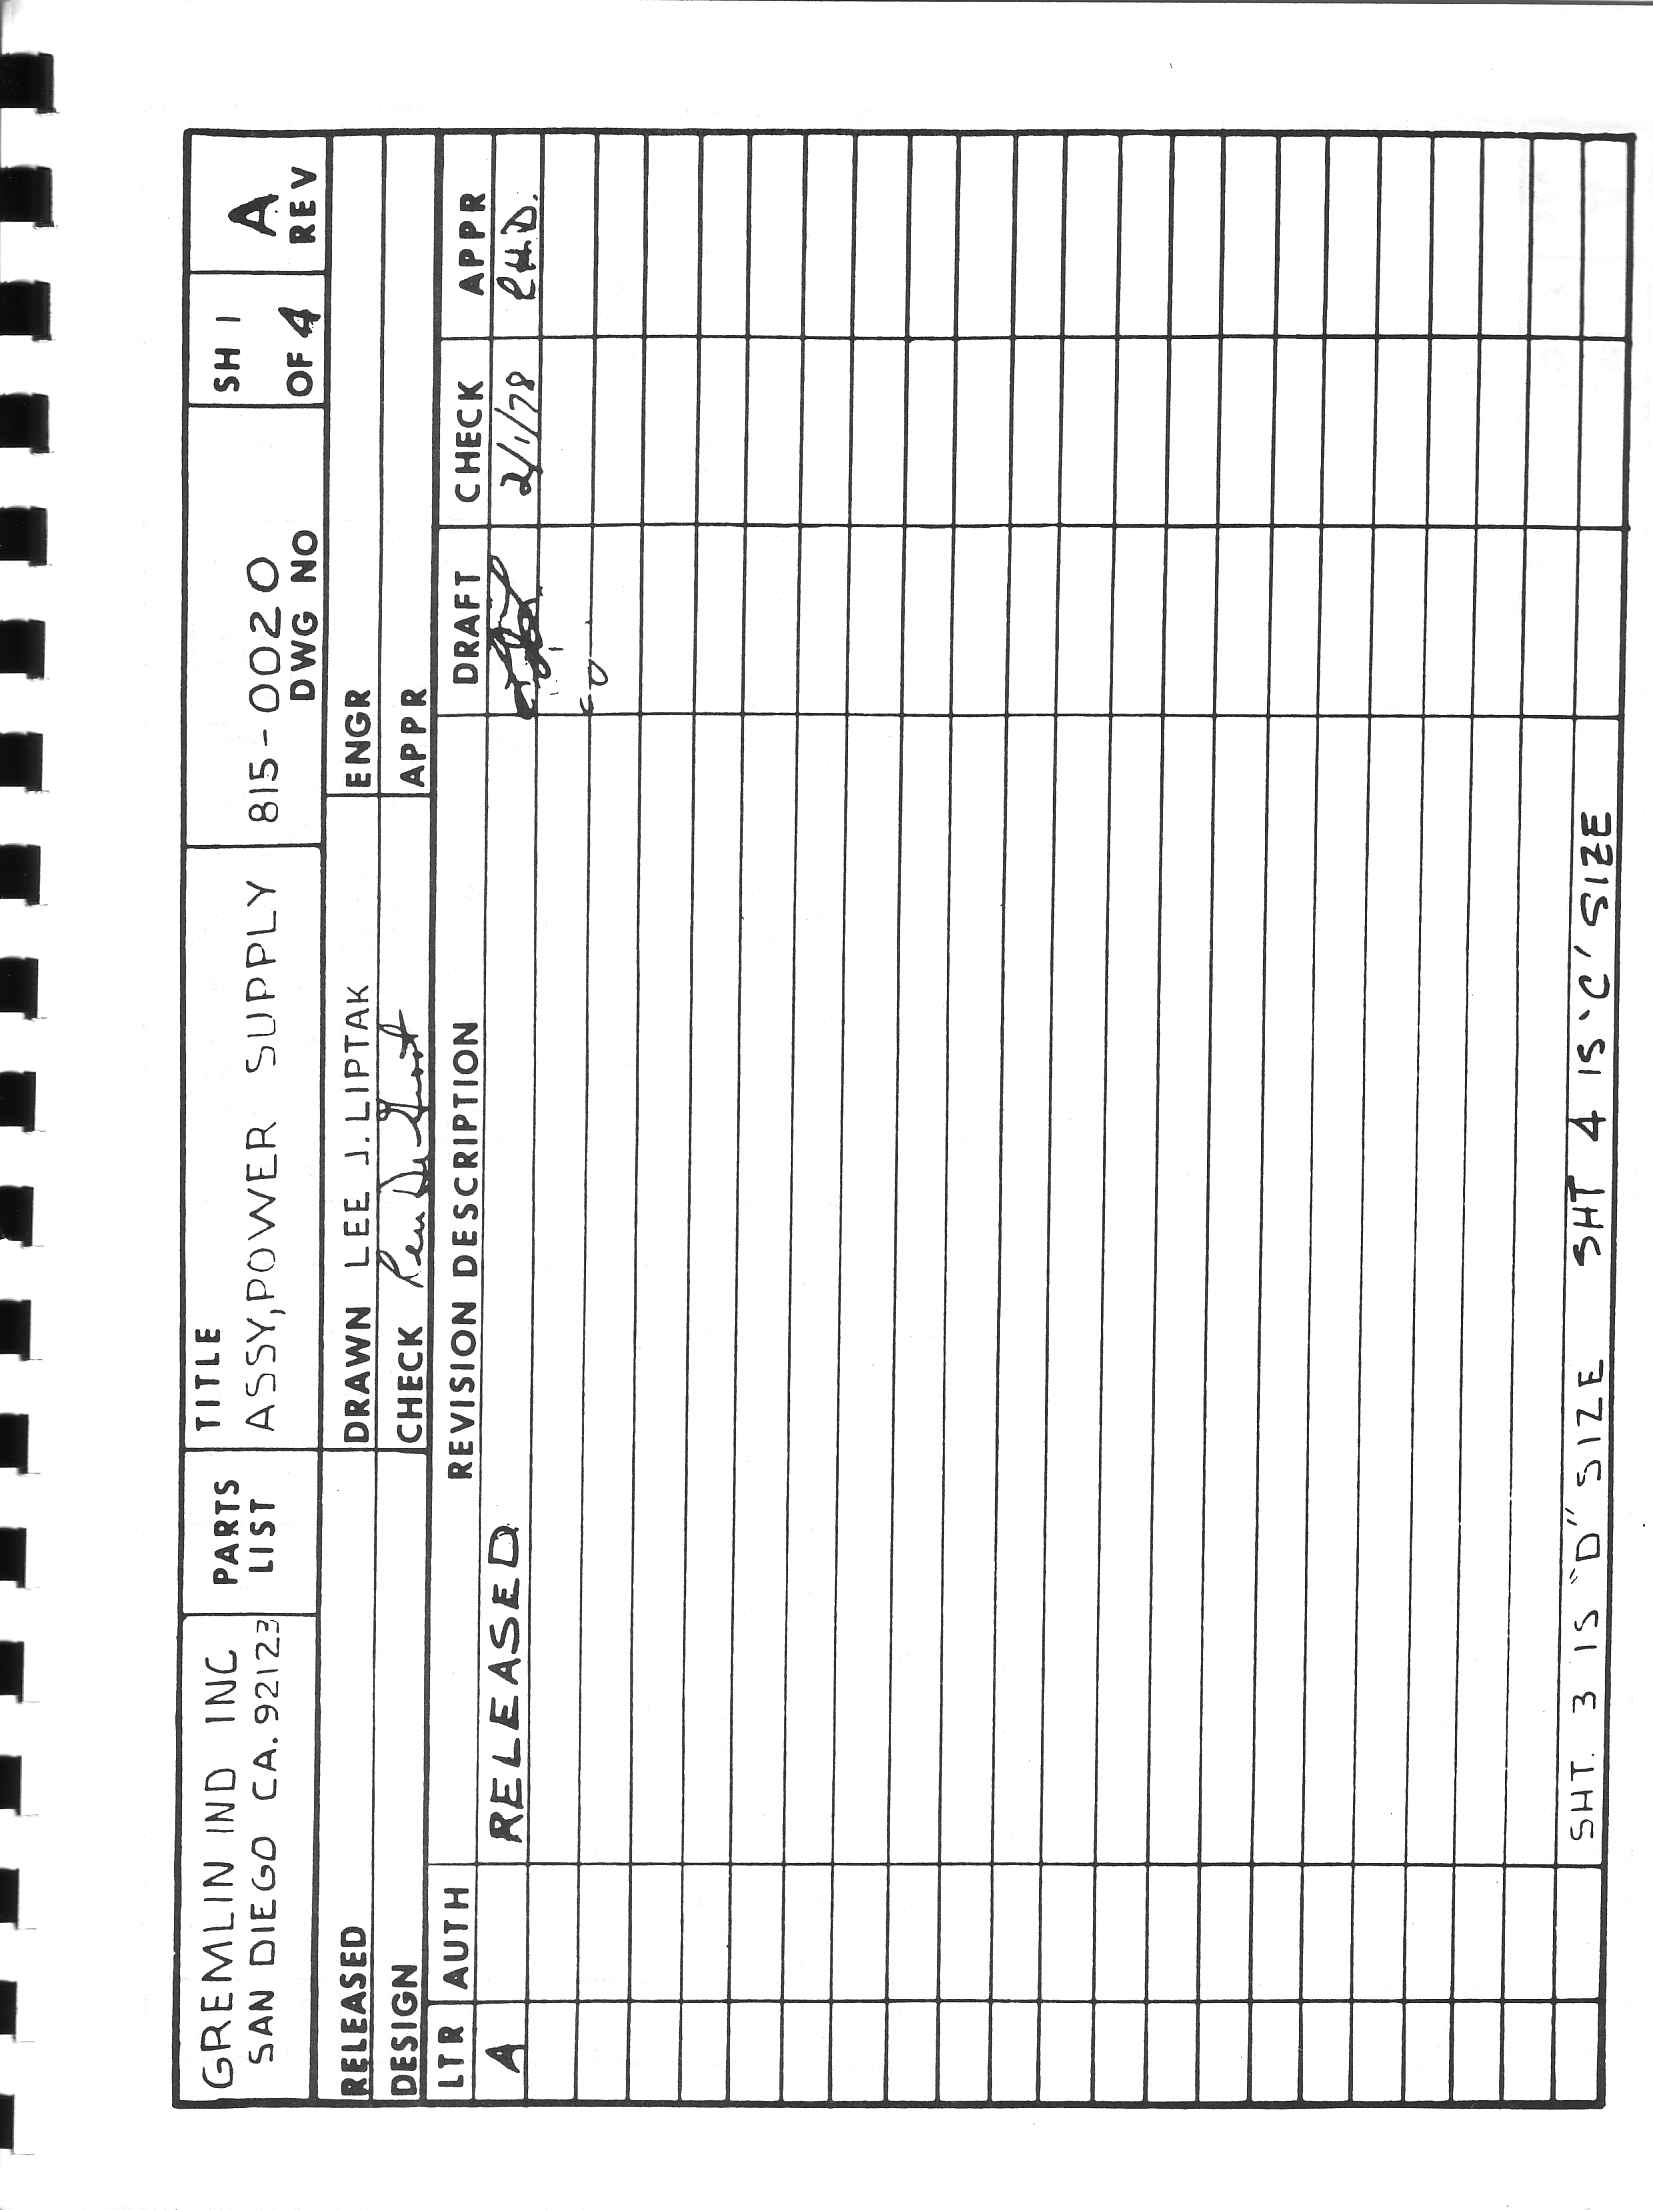 GREMLIN IND INC
SAN DIEGO CA. 92123
PARTS
LIST
TITLE
ASSY, POWER SUPPLY
815-0020
DWG NO
SH 1
OF 4
A
REV
RELEASED
DRAWN LEE J. LIPTAK
ENGR
DESIGN
CHECK
APPR
LTR AUTH REVISION DESCRIPTION DRAFT CHECK APPR
A RELEASED 2/1/78
SHT. 3 IS "D" SIZE SHT 4 IS 'C' SIZE